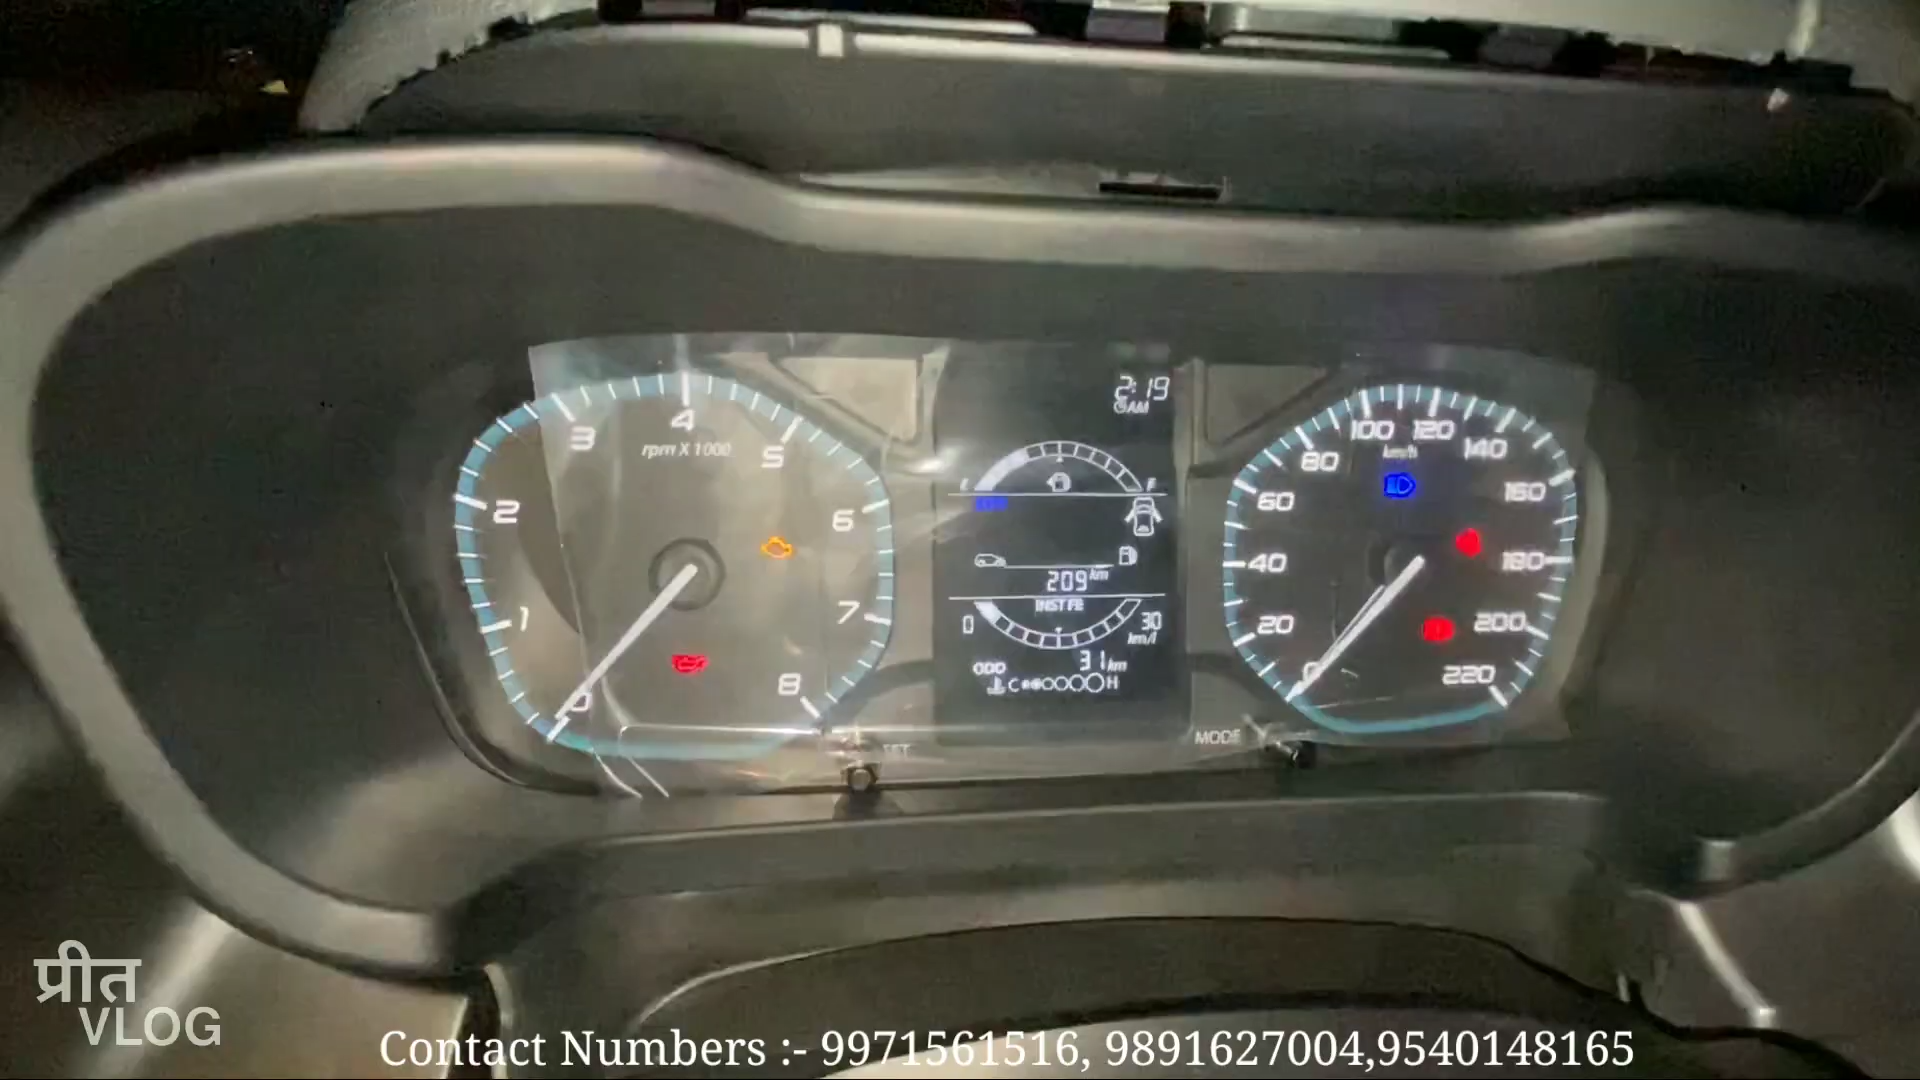 2:19
AM
3 4 5
rpm X 1000
2 6
1 7
0 8
F
209 km
INST FE
0 30
km/l
ODO 31 km
C H
MODE
80 100 120 140
km/h
60 160
40 180
20 200
0 220
प्रीत
VLOG
Contact Numbers :- 9971561516, 9891627004,9540148165